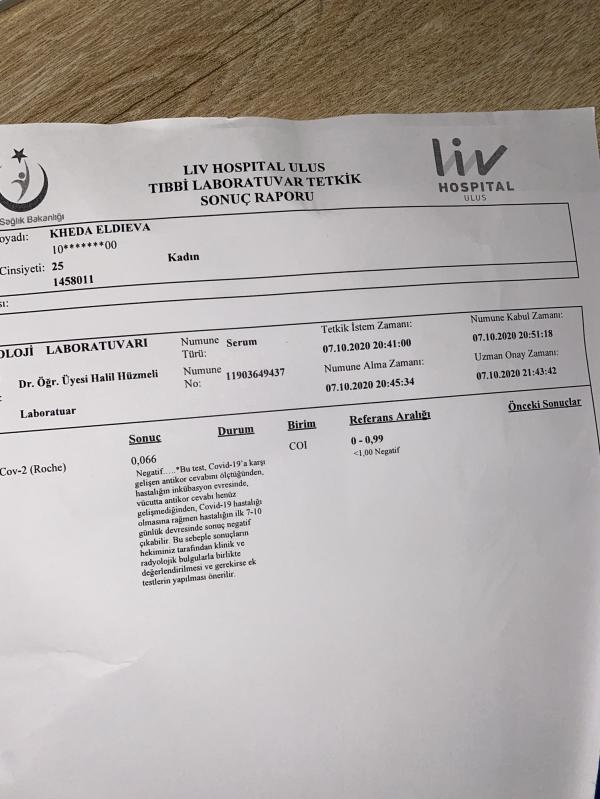 LIV HOSPITAL ULUS
TIBBİ LABORATUVAR TETKİK
SONUÇ RAPORU
liv
HOSPITAL
ULUS
Sağlık Bakanlığı
oyadı: KHEDA ELDIEVA
10*******00
Cinsiyeti: 25 Kadın
1458011
sı:
OLOJİ LABORATUVARI
Numune Türü: Serum
Tetkik İstem Zamanı:
07.10.2020 20:41:00
Numune Kabul Zamanı:
07.10.2020 20:51:18
Dr. Öğr. Üyesi Halil Hüzmeli
Numune No: 11903649437
Numune Alma Zamanı:
07.10.2020 20:45:34
Uzman Onay Zamanı:
07.10.2020 21:43:42
Laboratuar
Sonuç Durum Birim Referans Aralığı Önceki Sonuçlar
Cov-2 (Roche) 0,066 COI 0 - 0,99
<1,00 Negatif
Negatif.....*Bu test, Covid-19'a karşı
gelişen antikor cevabını ölçtüğünden,
hastalığın inkübasyon evresinde,
vücutta antikor cevabı henüz
gelişmediğinden, Covid-19 hastalığı
olmasına rağmen hastalığın ilk 7-10
günlük devresinde sonuç negatif
çıkabilir. Bu sebeple sonuçların
hekiminiz tarafından klinik ve
radyolojik bulgularla birlikte
değerlendirilmesi ve gerekirse ek
testlerin yapılması önerilir.